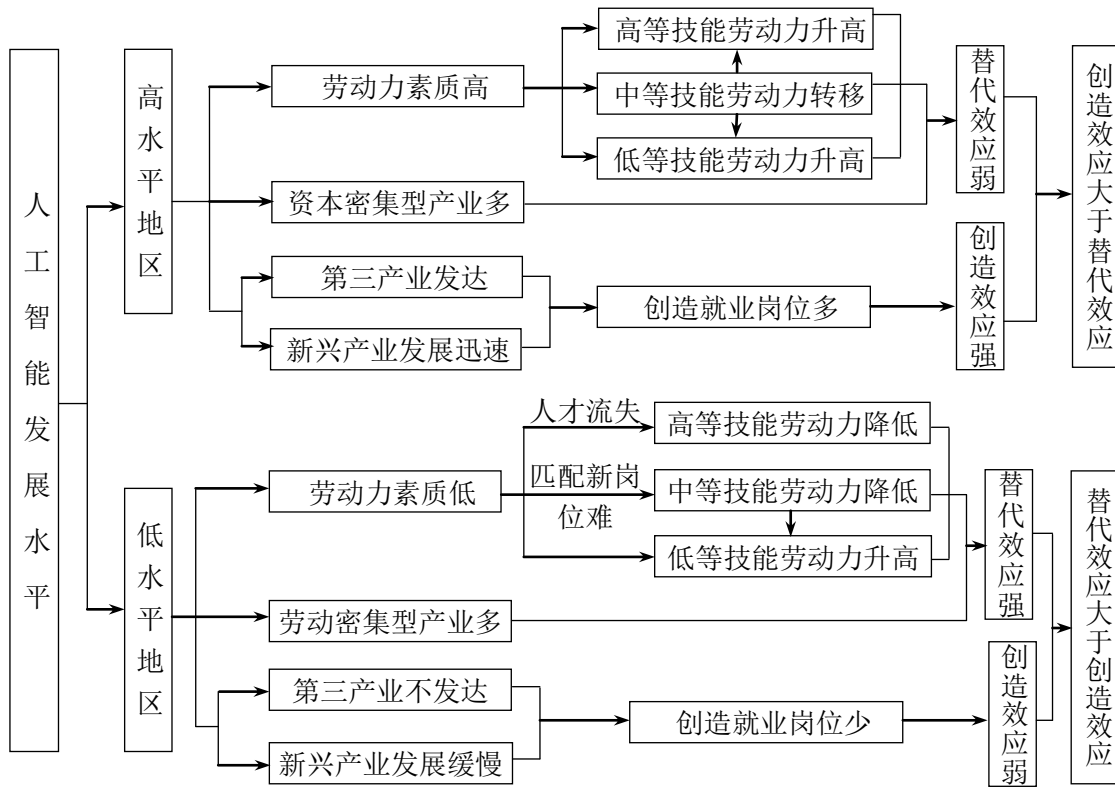 人工智能发展水平
高水平地区
劳动力素质高
高等技能劳动力升高
中等技能劳动力转移
低等技能劳动力升高
资本密集型产业多
替代效应弱
第三产业发达
新兴产业发展迅速
创造就业岗位多
创造效应强
创造效应大于替代效应
低水平地区
劳动力素质低
人才流失
高等技能劳动力降低
匹配新岗
位难
中等技能劳动力降低
低等技能劳动力升高
劳动密集型产业多
替代效应强
第三产业不发达
新兴产业发展缓慢
创造就业岗位少
创造效应弱
替代效应大于创造效应